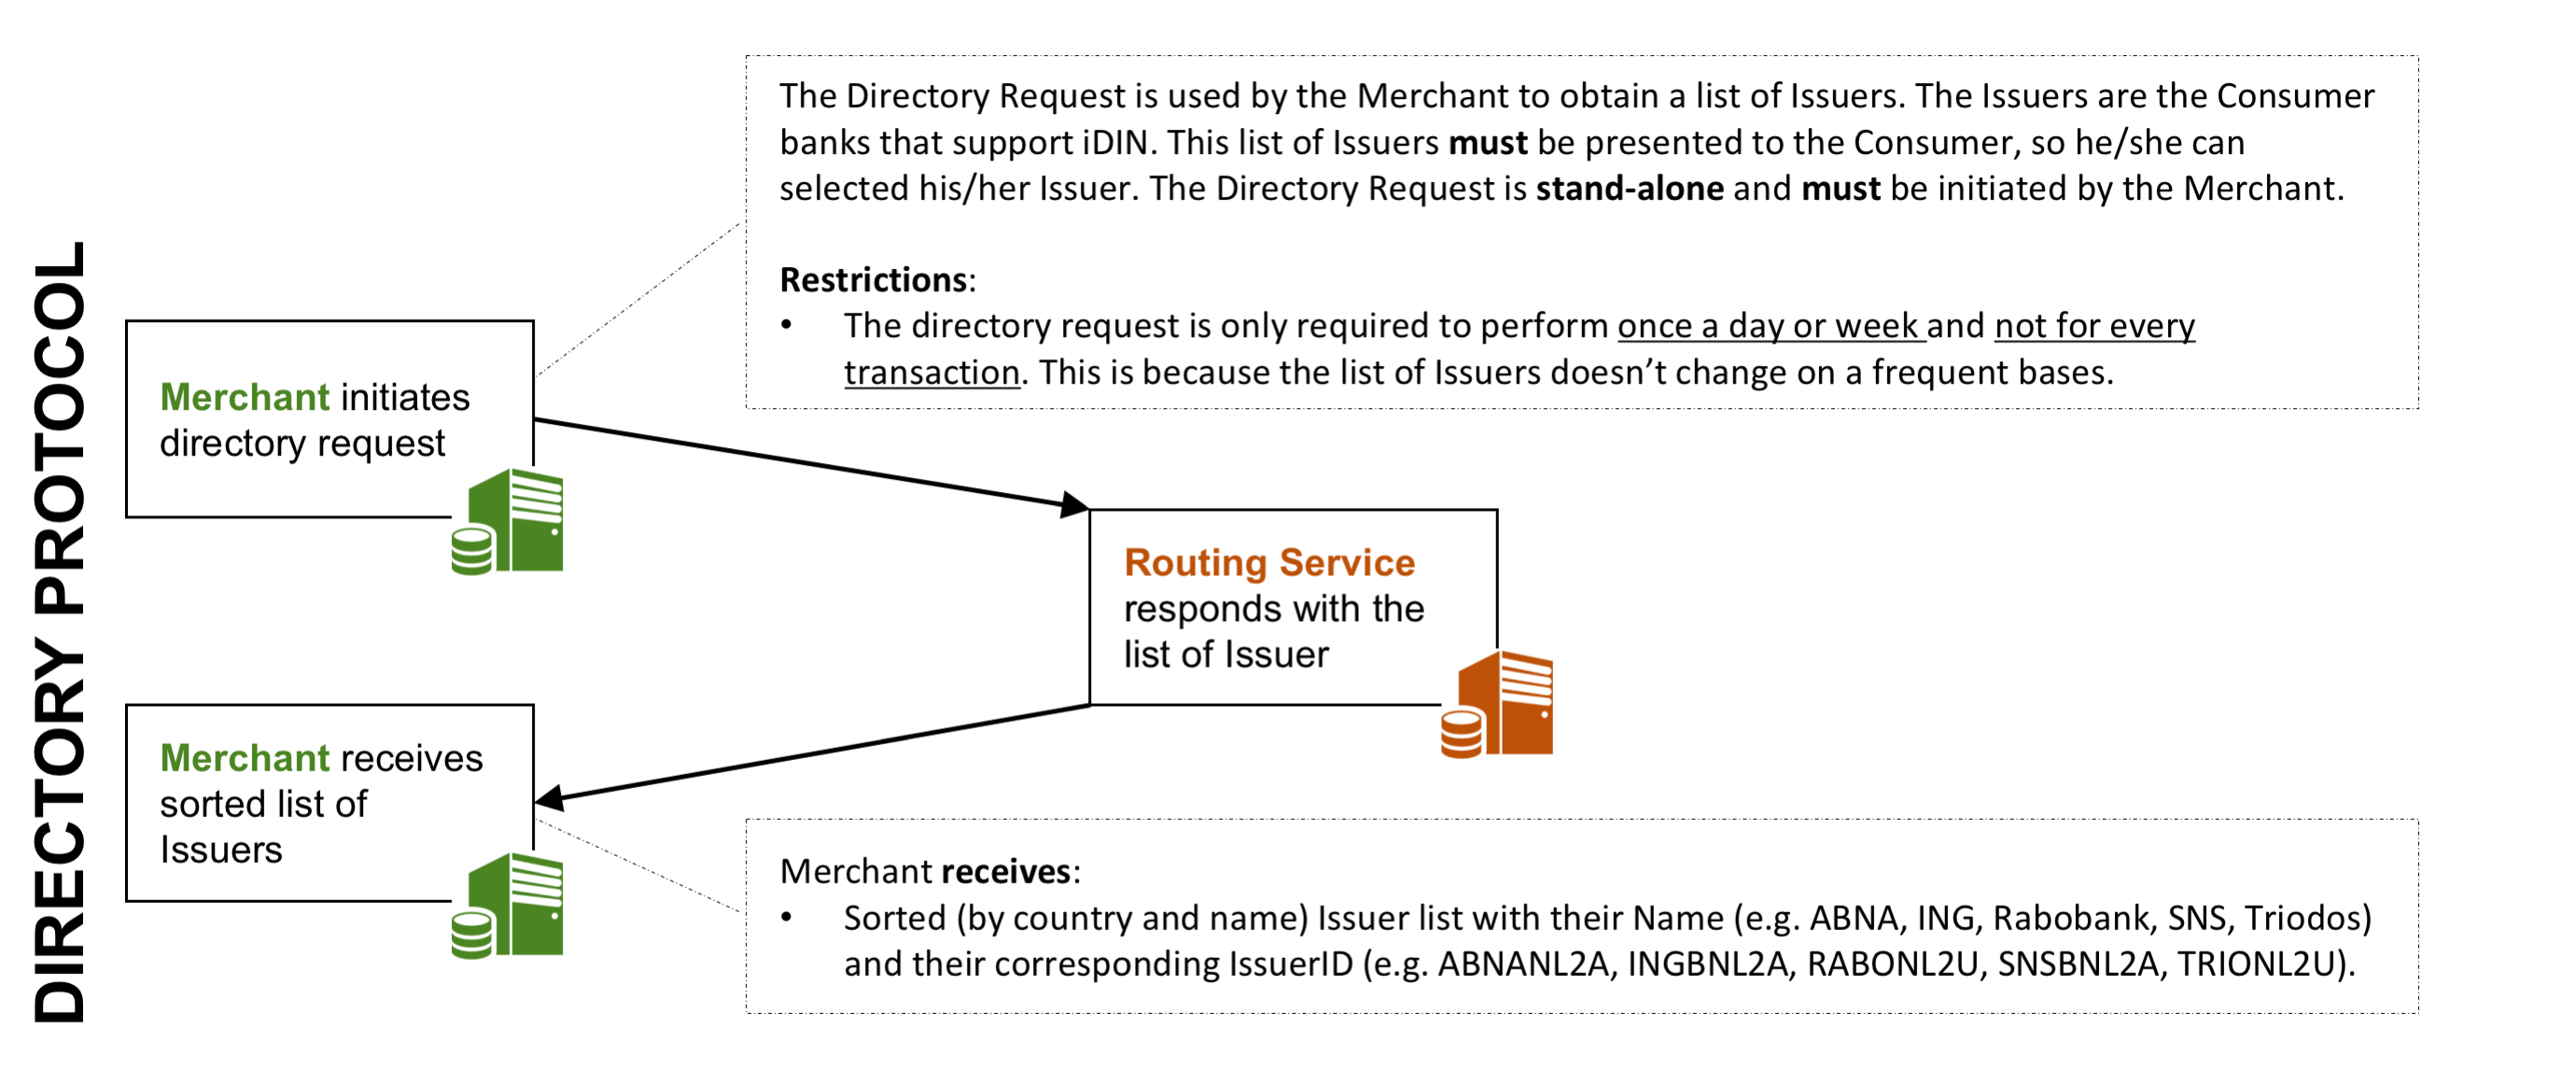 DIRECTORY PROTOCOL
The Directory Request is used by the Merchant to obtain a list of Issuers. The Issuers are the Consumer
banks that support iDIN. This list of Issuers must be presented to the Consumer, so he/she can
selected his/her Issuer. The Directory Request is stand-alone and must be initiated by the Merchant.
Restrictions:
• The directory request is only required to perform once a day or week and not for every
transaction. This is because the list of Issuers doesn’t change on a frequent bases.
Merchant initiates
directory request
Routing Service
responds with the
list of Issuer
Merchant receives
sorted list of
Issuers
Merchant receives:
• Sorted (by country and name) Issuer list with their Name (e.g. ABNA, ING, Rabobank, SNS, Triodos)
and their corresponding IssuerID (e.g. ABNANL2A, INGBNL2A, RABONL2U, SNSBNL2A, TRIONL2U).